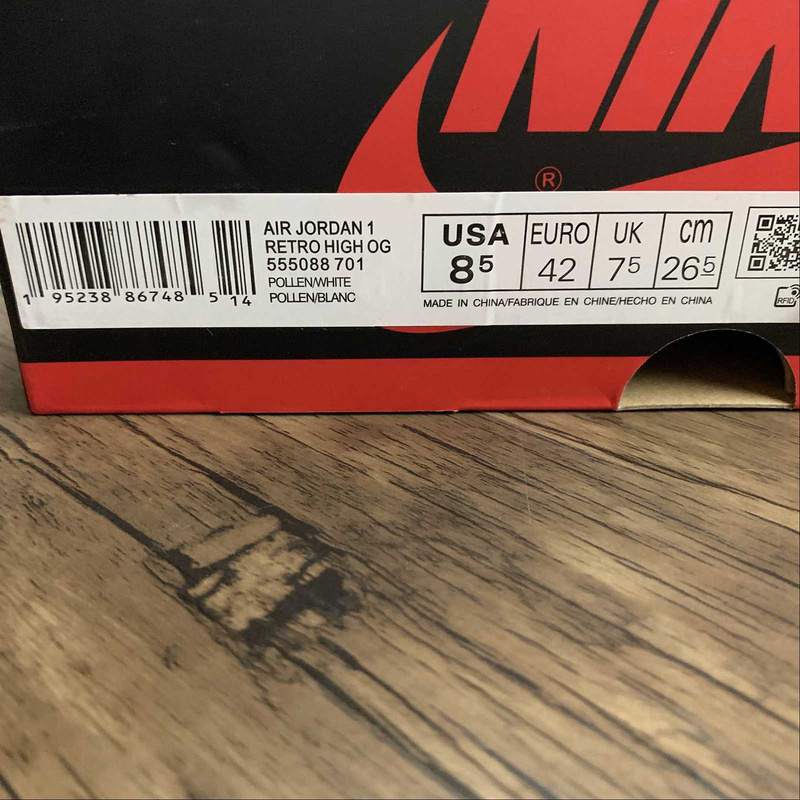 NIK
®
AIR JORDAN 1
RETRO HIGH OG
555088 701
POLLEN/WHITE
POLLEN/BLANC
1 95238 86748 5 14
USA EURO UK cm
8 5 42 7 5 26 5
MADE IN CHINA/FABRIQUE EN CHINE/HECHO EN CHINA
RFID